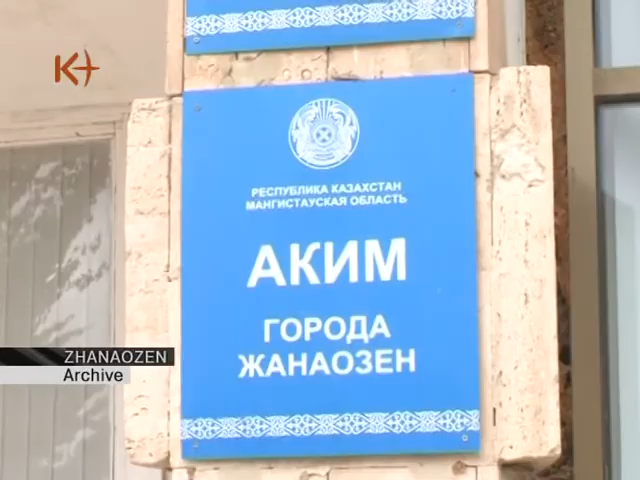 K+
РЕСПУБЛИКА КАЗАХСТАН
МАНГИСТАУСКАЯ ОБЛАСТЬ
АКИМ
ГОРОДА
ЖАНАОЗЕН
ZHANAOZEN
Archive